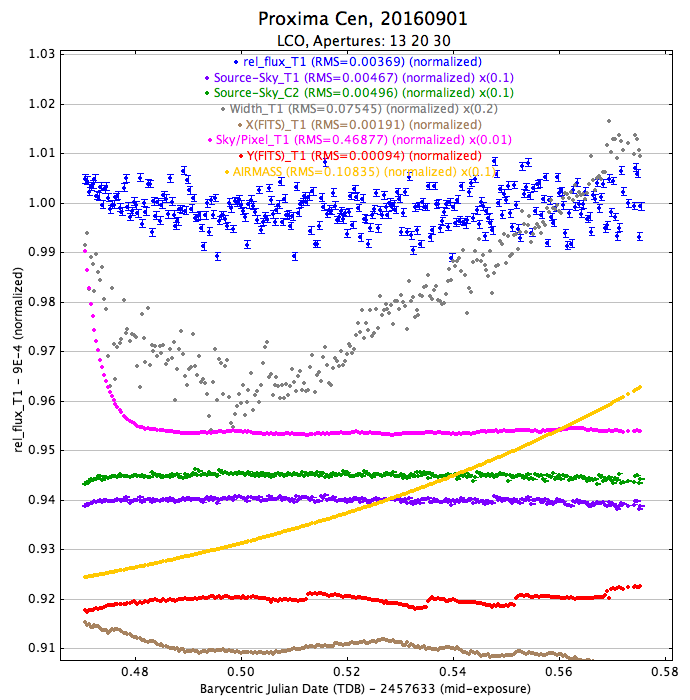 Proxima Cen, 20160901
LCO, Apertures: 13 20 30
rel_flux_T1 (RMS=0.00369) (normalized)
Source-Sky_T1 (RMS=0.00467) (normalized) x(0.1)
Source-Sky_C2 (RMS=0.00496) (normalized) x(0.1)
Width_T1 (RMS=0.07545) (normalized) x(0.2)
X(FITS)_T1 (RMS=0.00191) (normalized)
Sky/Pixel_T1 (RMS=0.46877) (normalized) x(0.01)
Y(FITS)_T1 (RMS=0.00094) (normalized)
AIRMASS (RMS=0.10835) (normalized) x(0.1)
rel_flux_T1 - 9E-4 (normalized)
1.03
1.02
1.01
1.00
0.99
0.98
0.97
0.96
0.95
0.94
0.93
0.92
0.91
0.48
0.50
0.52
0.54
0.56
0.58
Barycentric Julian Date (TDB) - 2457633 (mid-exposure)